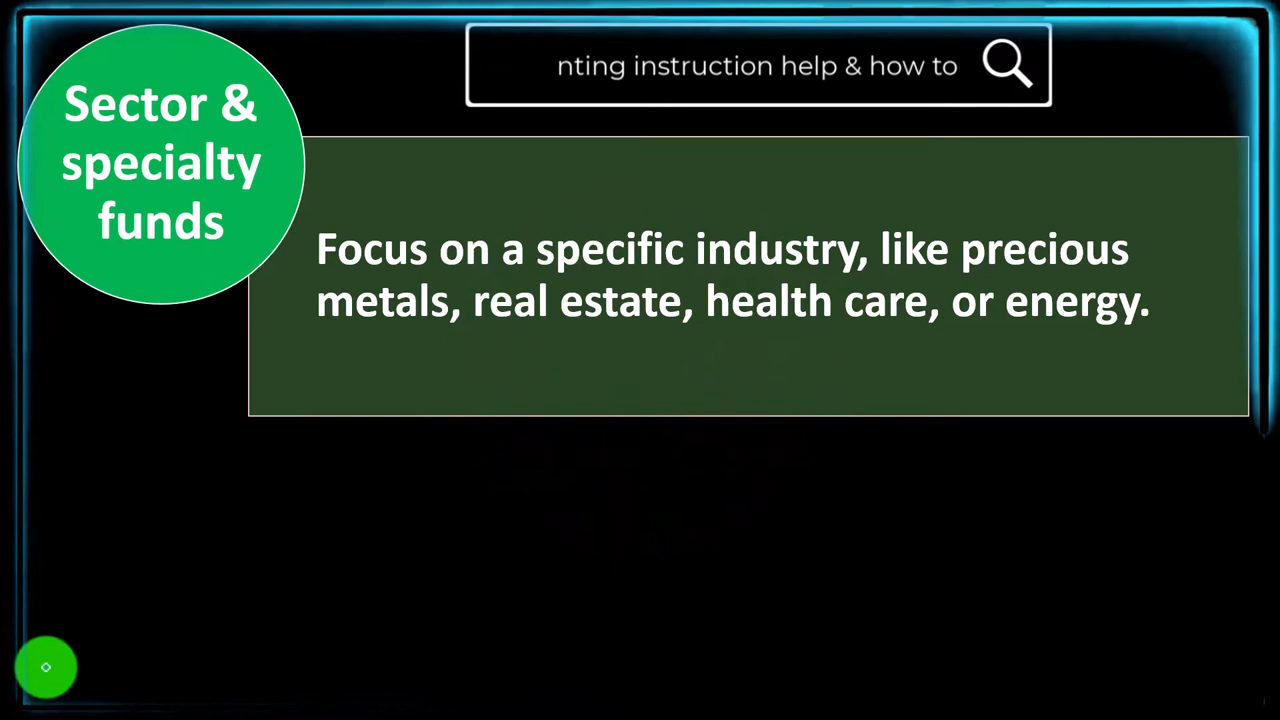 Sector &
specialty
funds
nting instruction help & how to
Focus on a specific industry, like precious
metals, real estate, health care, or energy.